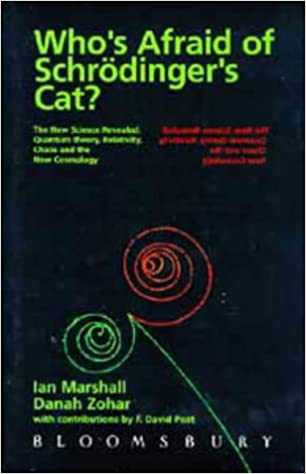 Who's Afraid of
Schrödinger's
Cat?
The New Science Revealed,
Quantum theory, Relativity,
Chaos and the
New Cosmology
Ian Marshall
Danah Zohar
with contributions by F. David Peat
BLOOMSBURY